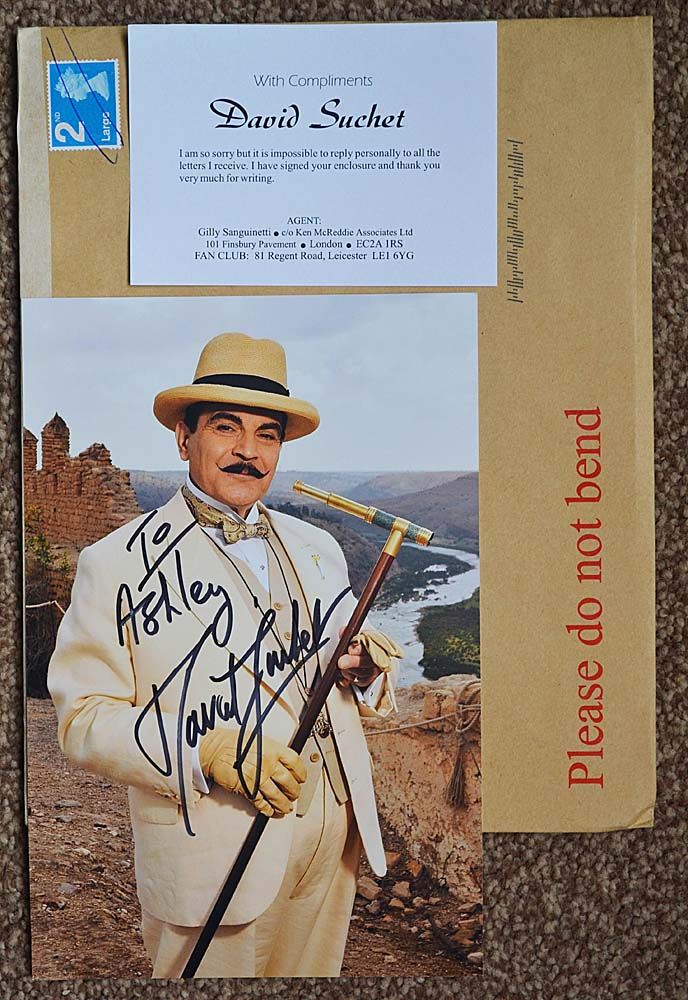 2ND
Large
With Compliments
David Suchet
I am so sorry but it is impossible to reply personally to all the
letters I receive. I have signed your enclosure and thank you
very much for writing.
AGENT:
Gilly Sanguinetti ● c/o Ken McReddie Associates Ltd
101 Finsbury Pavement ● London ● EC2A 1RS
FAN CLUB: 81 Regent Road, Leicester LE1 6YG
To
Ashley
David Suchet
Please do not bend